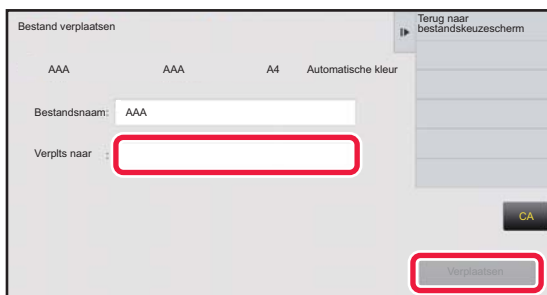 Bestand verplaatsen
Terug naar
bestandskeuzescherm
AAA AAA A4 Automatische kleur
Bestandsnaam: AAA
Verplts naar :
CA
Verplaatsen